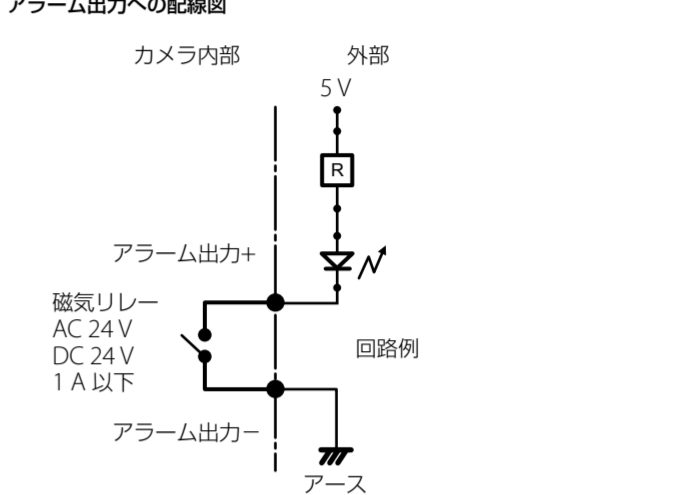 アラーム出力への配線図
カメラ内部
外部
5 V
R
アラーム出力+
磁気リレー
AC 24 V
DC 24 V
1 A 以下
回路例
アラーム出力−
アース